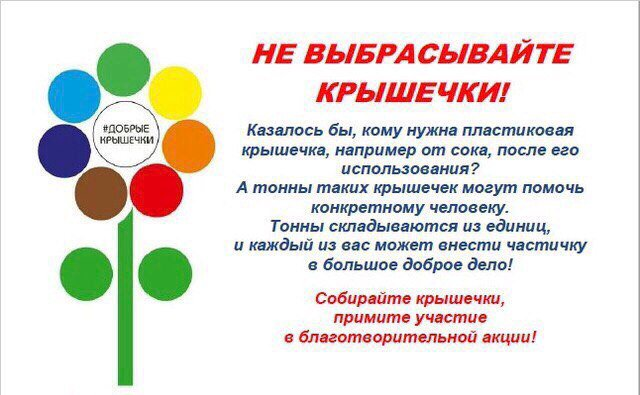 НЕ ВЫБРАСЫВАЙТЕ
КРЫШЕЧКИ!
#ДОБРЫЕ
КРЫШЕЧКИ
Казалось бы, кому нужна пластиковая
крышечка, например от сока, после его
использования?
А тонны таких крышечек могут помочь
конкретному человеку.
Тонны складываются из единиц,
и каждый из вас может внести частичку
в большое доброе дело!
Собирайте крышечки,
примите участие
в благотворительной акции!